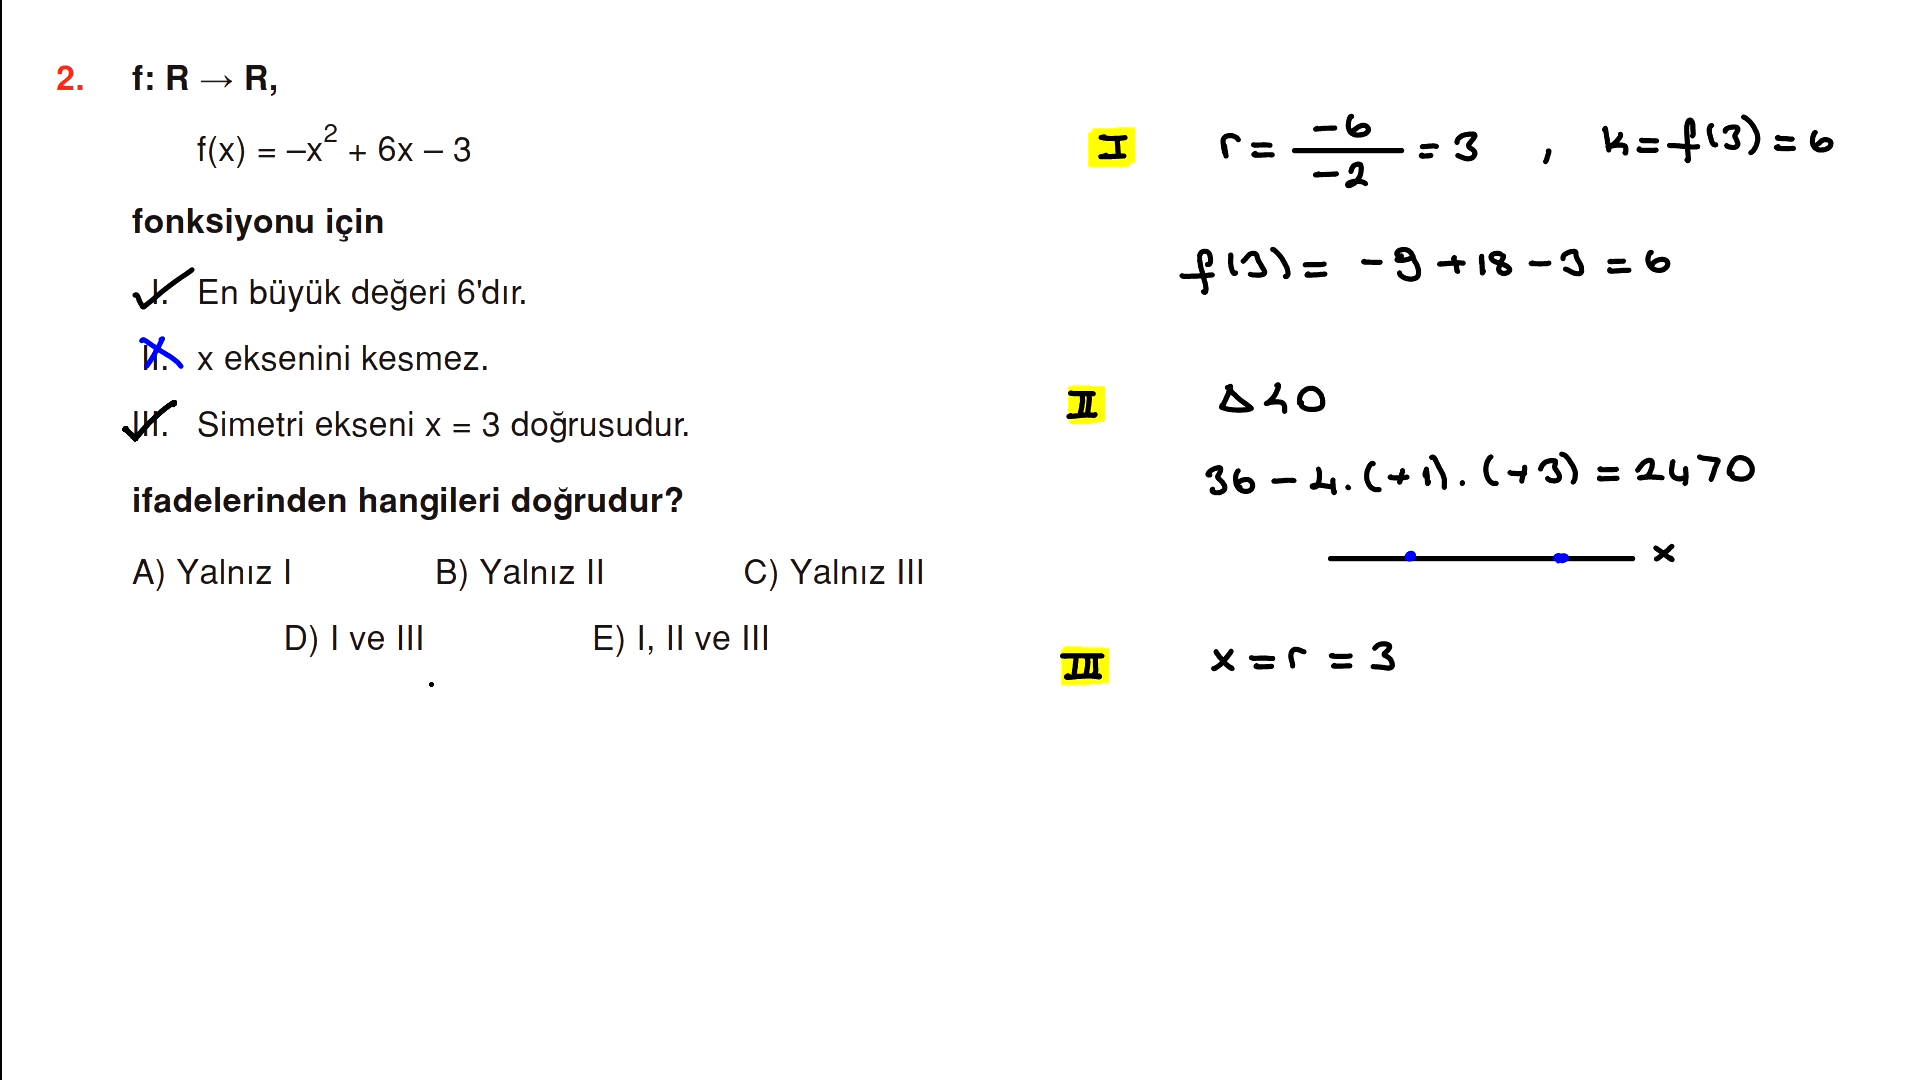 2. f: R → R,
f(x) = –x² + 6x – 3
fonksiyonu için
I. En büyük değeri 6'dır.
II. x eksenini kesmez.
III. Simetri ekseni x = 3 doğrusudur.
ifadelerinden hangileri doğrudur?
A) Yalnız I B) Yalnız II C) Yalnız III
D) I ve III E) I, II ve III
I r = -6/-2 = 3 , k = f(3) = 6
f(3) = -9 + 18 - 3 = 6
II Δ < 0
36 - 4.(+1).(+3) = 24 > 0
x
III x = r = 3